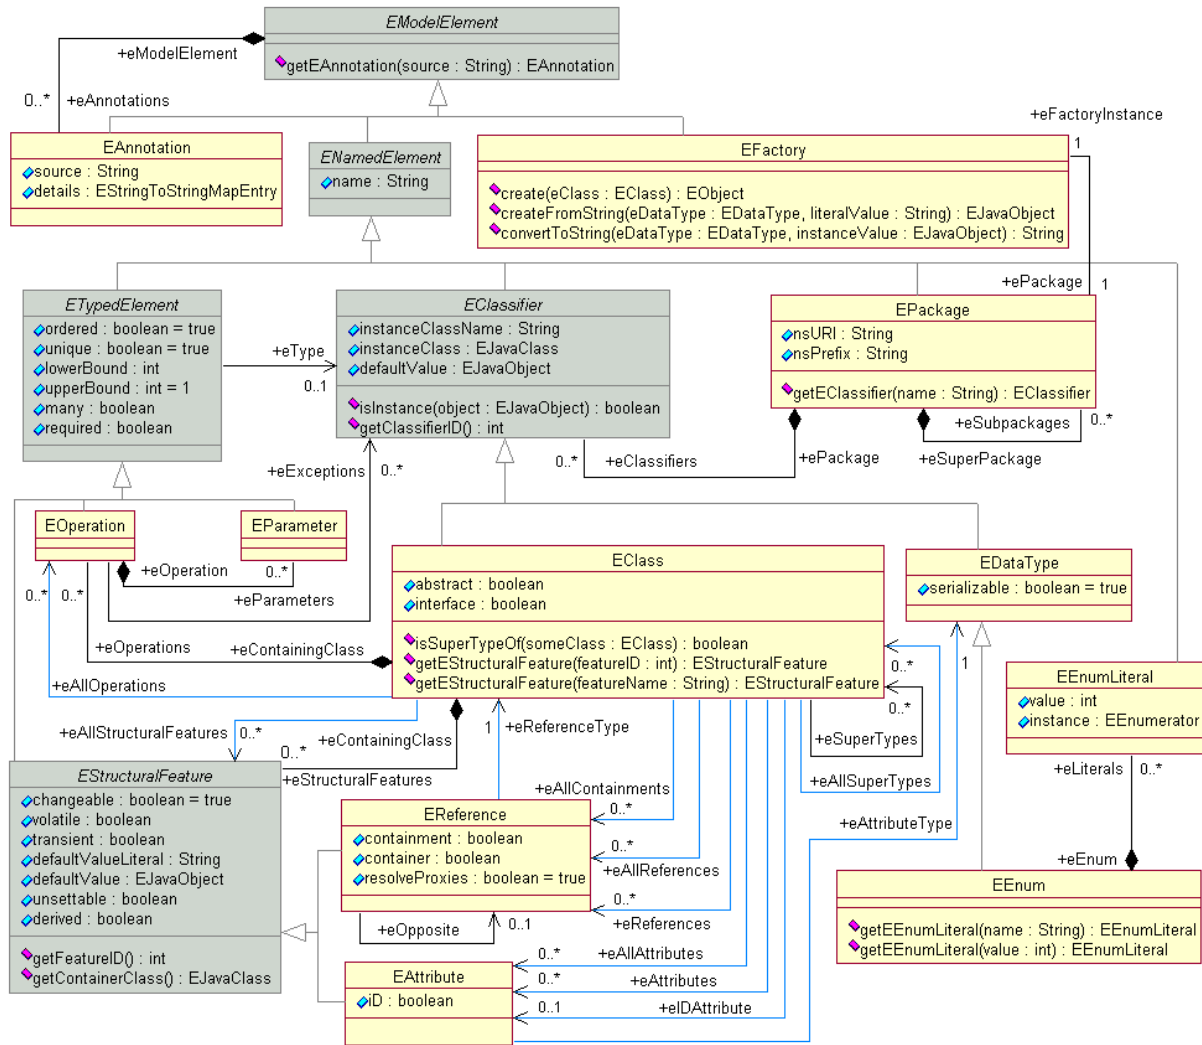 EModelElement
+eModelElement
getEAnnotation(source : String) : EAnnotation
0..*
+eAnnotations
+eFactoryInstance
1
EAnnotation
source : String
details : EStringToStringMapEntry
ENamedElement
name : String
EFactory
create(eClass : EClass) : EObject
createFromString(eDataType : EDataType, literalValue : String) : EJavaObject
convertToString(eDataType : EDataType, instanceValue : EJavaObject) : String
+ePackage
1
ETypedElement
ordered : boolean = true
unique : boolean = true
lowerBound : int
upperBound : int = 1
many : boolean
required : boolean
+eType
0..1
EClassifier
instanceClassName : String
instanceClass : EJavaClass
defaultValue : EJavaObject
isInstance(object : EJavaObject) : boolean
getClassifierID() : int
EPackage
nsURI : String
nsPrefix : String
getEClassifier(name : String) : EClassifier
+eExceptions
0..*
0..*
+eClassifiers
+ePackage
+eSubpackages
0..*
+eSuperPackage
EOperation
EParameter
+eOperation
0..*
+eParameters
0..*
0..*
+eOperations
+eContainingClass
+eAllOperations
EClass
abstract : boolean
interface : boolean
isSuperTypeOf(someClass : EClass) : boolean
getEStructuralFeature(featureID : int) : EStructuralFeature
getEStructuralFeature(featureName : String) : EStructuralFeature
EDataType
serializable : boolean = true
0..*
1
0..*
+eSuperTypes
+eAllSuperTypes
EEnumLiteral
value : int
instance : EEnumerator
+eLiterals
0..*
+eAllStructuralFeatures
0..*
+eContainingClass
0..*
+eStructuralFeatures
1
+eReferenceType
+eAllContainments
0..*
EStructuralFeature
changeable : boolean = true
volatile : boolean
transient : boolean
defaultValueLiteral : String
defaultValue : EJavaObject
unsettable : boolean
derived : boolean
getFeatureID() : int
getContainerClass() : EJavaClass
EReference
containment : boolean
container : boolean
resolveProxies : boolean = true
0..*
+eAllReferences
0..*
+eReferences
+eOpposite
0..1
+eAttributeType
+eEnum
EEnum
getEEnumLiteral(name : String) : EEnumLiteral
getEEnumLiteral(value : int) : EEnumLiteral
+eAllAttributes
0..*
EAttribute
iD : boolean
0..*
+eAttributes
0..1
+eIDAttribute